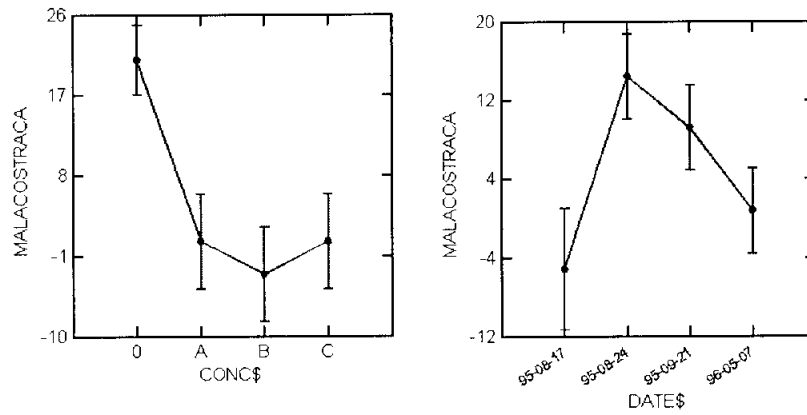 26
17
8
-1
-10
MALACOSTRACA
0 A B C
CONC$
20
12
4
-4
-12
MALACOSTRACA
95-08-17 95-08-24 95-09-21 96-05-07
DATE$